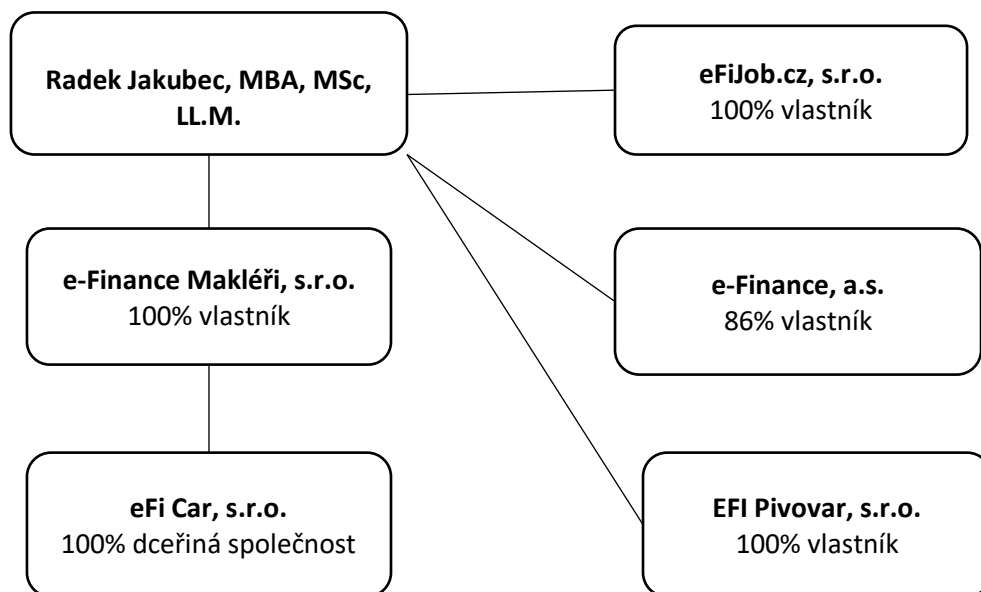 Radek Jakubec, MBA, MSc,
LL.M.
eFiJob.cz, s.r.o.
100% vlastník
e-Finance Makléři, s.r.o.
100% vlastník
e-Finance, a.s.
86% vlastník
eFi Car, s.r.o.
100% dceřiná společnost
EFI Pivovar, s.r.o.
100% vlastník